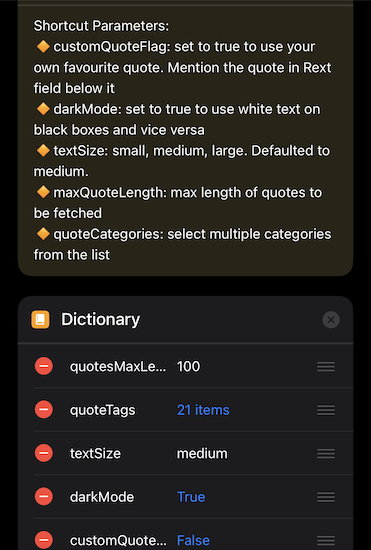 Shortcut Parameters:
🔸 customQuoteFlag: set to true to use your
own favourite quote. Mention the quote in Rext
field below it
🔸 darkMode: set to true to use white text on
black boxes and vice versa
🔸 textSize: small, medium, large. Defaulted to
medium.
🔸 maxQuoteLength: max length of quotes to
be fetched
🔸 quoteCategories: select multiple categories
from the list
Dictionary
quotesMaxLe... 100
quoteTags 21 items
textSize medium
darkMode True
customQuote... False